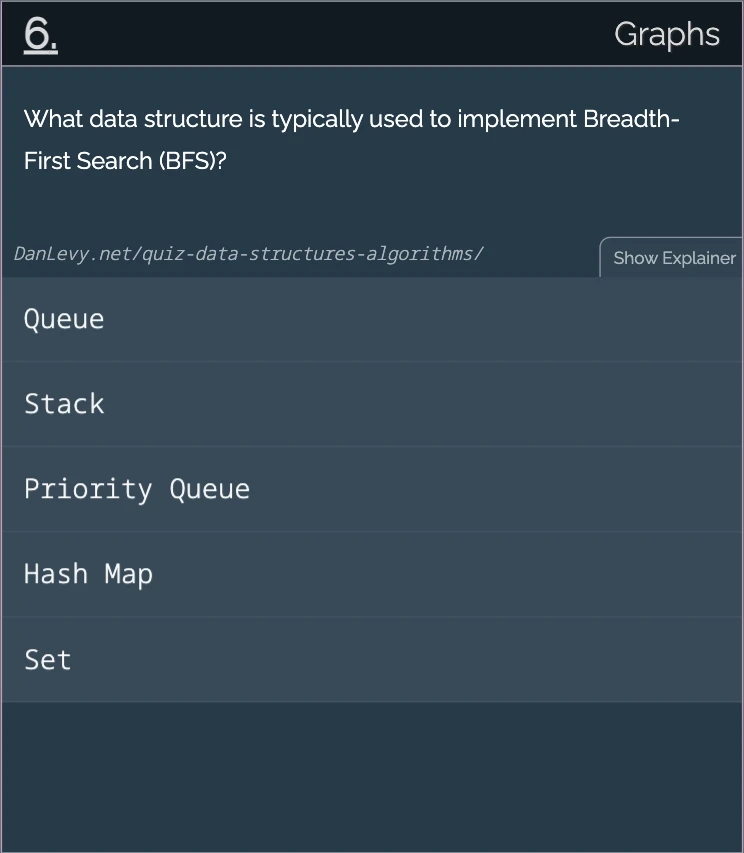 6.
Graphs
What data structure is typically used to implement Breadth-
First Search (BFS)?
DanLevy.net/quiz-data-structures-algorithms/
Show Explainer
Queue
Stack
Priority Queue
Hash Map
Set